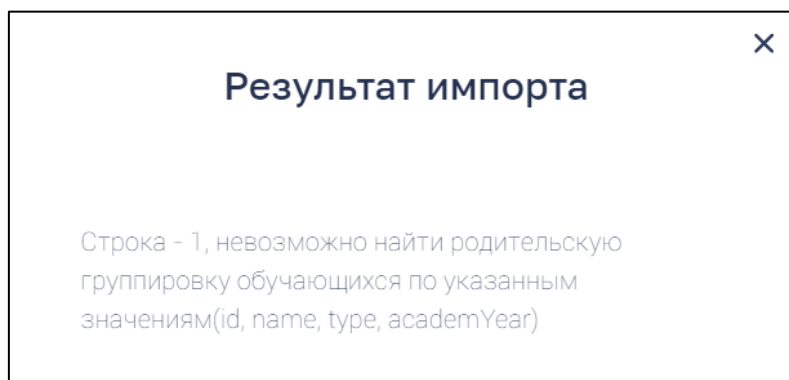 Результат импорта
Строка - 1, невозможно найти родительскую
группировку обучающихся по указанным
значениям(id, name, type, academYear)